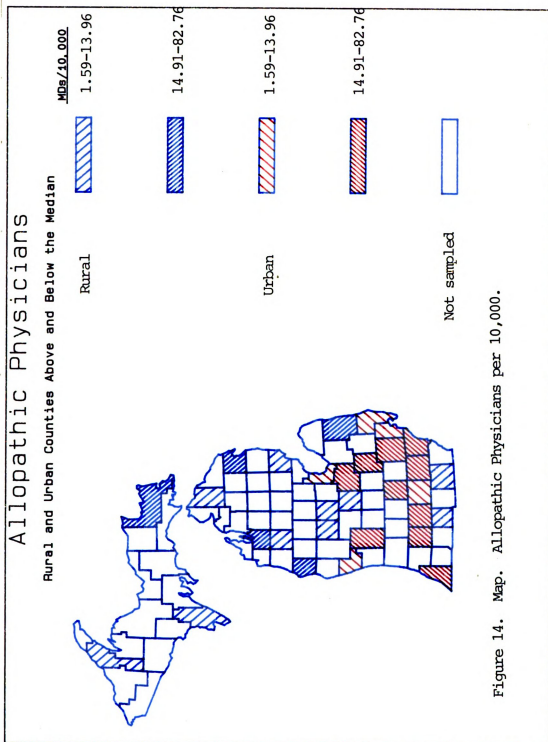 Allopathic Physicians
Rural and Urban Counties Above and Below the Median
MDs/10,000
Rural
1.59-13.96
14.91-82.76
Urban
1.59-13.96
14.91-82.76
Not sampled
Figure 14. Map. Allopathic Physicians per 10,000.